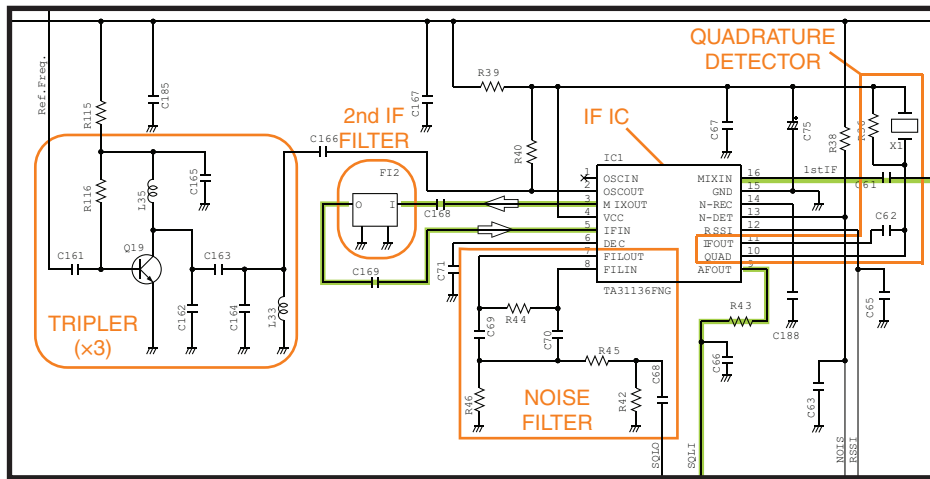 QUADRATURE
DETECTOR
Ref.Freq.
R115
C185
C167
R39
2nd IF
FILTER
IF IC
C67
C75
R38
R36
X1
C166
R40
IC1
FI2
O
I
1
OSCIN
2
OSCOUT
3
MIXOUT
4
VCC
5
IFIN
6
DEC
7
FILOUT
8
FILIN
MIXIN
16
GND
15
N-REC
14
N-DET
13
RSSI
12
IFOUT
11
QUAD
10
AFOUT
9
TA31136FNG
1stIF
C61
C62
R116
L35
C165
C168
Q19
C161
C163
C169
C71
C162
C164
L33
TRIPLER
(×3)
C69
R44
C70
R43
C188
C65
R45
C68
C66
R46
NOISE
FILTER
R42
C63
SQLO
SQLI
NOIS
RSSI